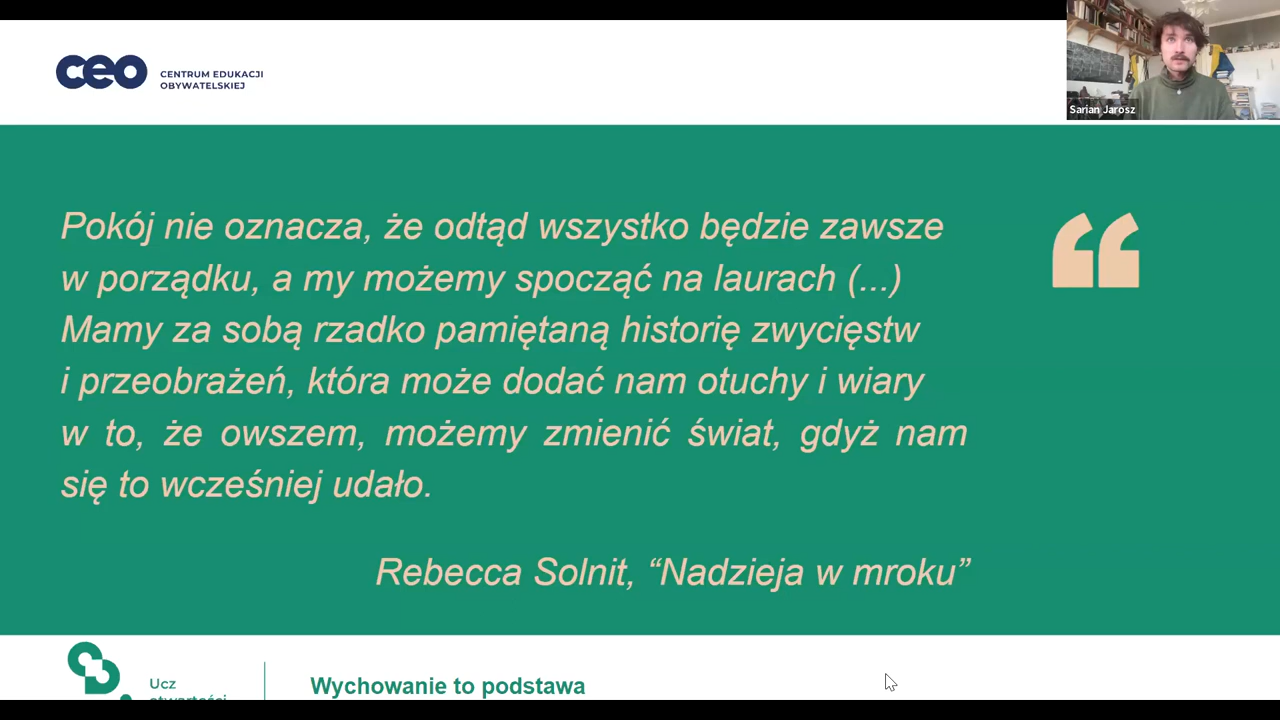 ceo CENTRUM EDUKACJI
OBYWATELSKIEJ
Sarian Jarosz
Pokój nie oznacza, że odtąd wszystko będzie zawsze
w porządku, a my możemy spocząć na laurach (...)
Mamy za sobą rzadko pamiętaną historię zwycięstw
i przeobrażeń, która może dodać nam otuchy i wiary
w to, że owszem, możemy zmienić świat, gdyż nam
się to wcześniej udało.
Rebecca Solnit, “Nadzieja w mroku”
Ucz
otwartości
Wychowanie to podstawa